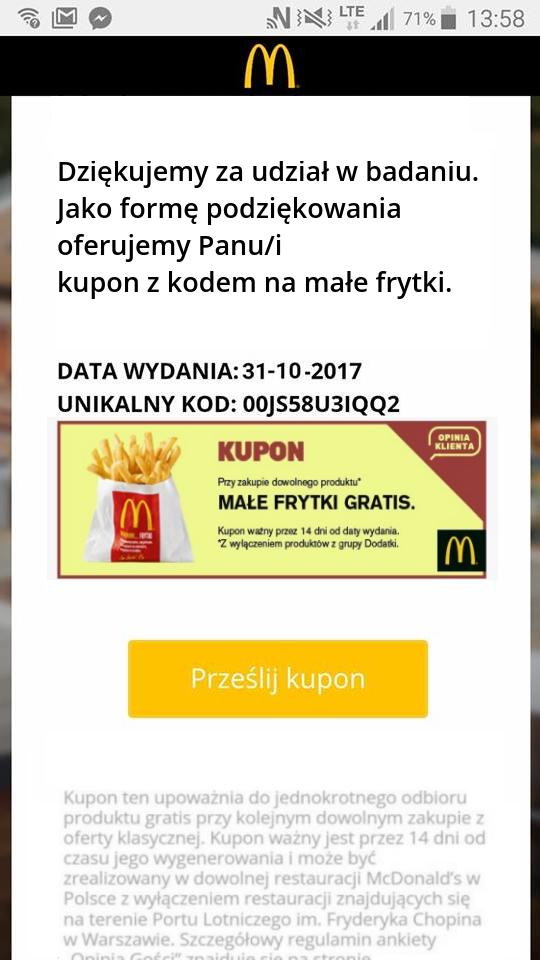 LTE 71% 13:58
Dziękujemy za udział w badaniu.
Jako formę podziękowania
oferujemy Panu/i
kupon z kodem na małe frytki.
DATA WYDANIA: 31-10-2017
UNIKALNY KOD: 00JS58U3IQQ2
OPINIA
KLIENTA
KUPON
Przy zakupie dowolnego produktu*
MAŁE FRYTKI GRATIS.
Kupon ważny przez 14 dni od daty wydania.
*Z wyłączeniem produktów z grupy Dodatki.
Prześlij kupon
Kupon ten upoważnia do jednokrotnego odbioru
produktu gratis przy kolejnym dowolnym zakupie z
oferty klasycznej. Kupon ważny jest przez 14 dni od
czasu jego wygenerowania i może być
zrealizowany w dowolnej restauracji McDonald's w
Polsce z wyłączeniem restauracji znajdujących się
na terenie Portu Lotniczego im. Fryderyka Chopina
w Warszawie. Szczegółowy regulamin ankiety
„Opinia Gości" znajduje się na stronie